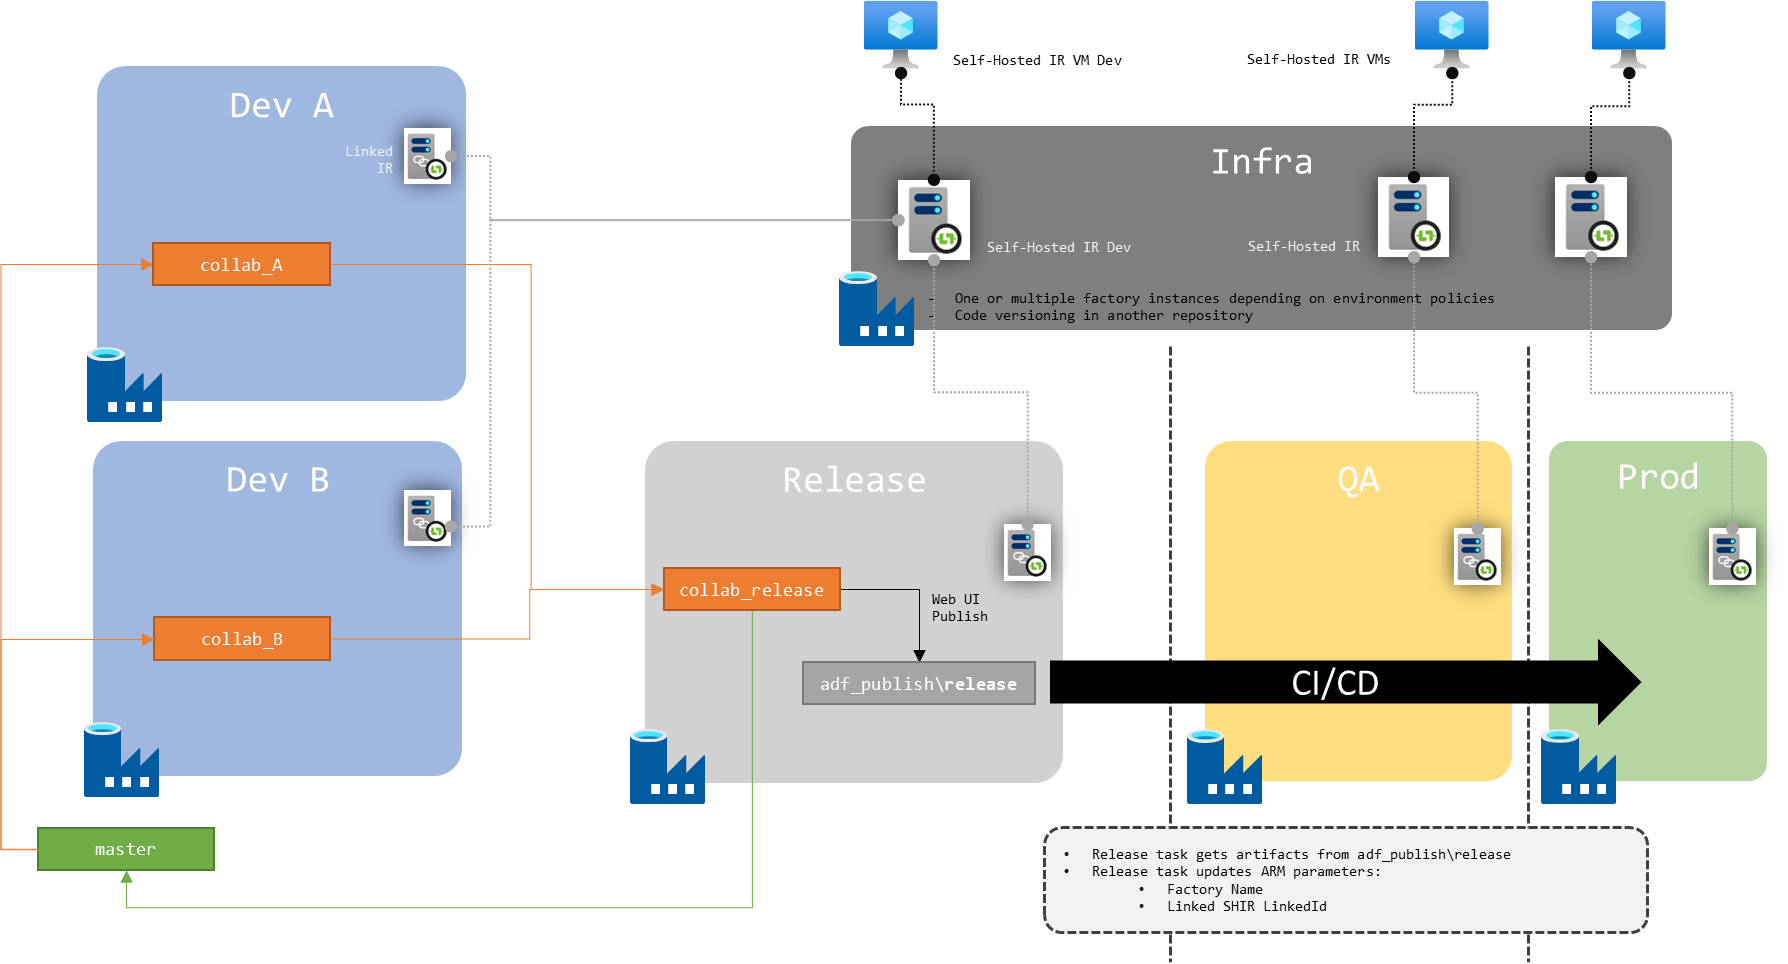 Self-Hosted IR VM Dev
Self-Hosted IR VMs
Dev A
Linked
IR
Infra
Self-Hosted IR Dev
Self-Hosted IR
collab_A
- One or multiple factory instances depending on environment policies
- Code versioning in another repository
Dev B
Release
QA
Prod
collab_release
Web UI
Publish
collab_B
adf_publish\release
CI/CD
master
• Release task gets artifacts from adf_publish\release
• Release task updates ARM parameters:
• Factory Name
• Linked SHIR LinkedId